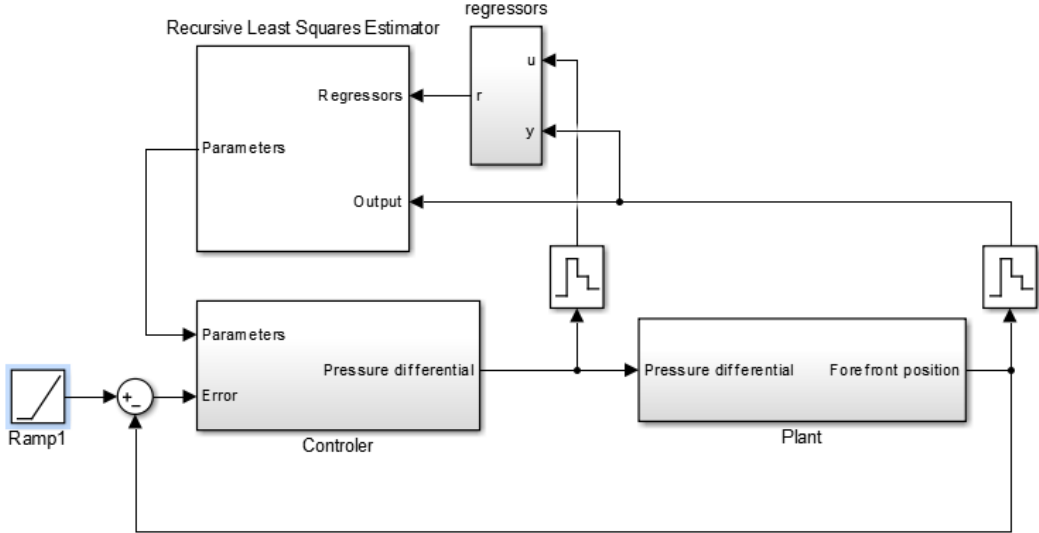 regressors
Recursive Least Squares Estimator
u
Regressors
r
y
Parameters
Output
Parameters
Pressure differential
Pressure differential
Forefront position
Error
+
-
Ramp1
Controler
Plant